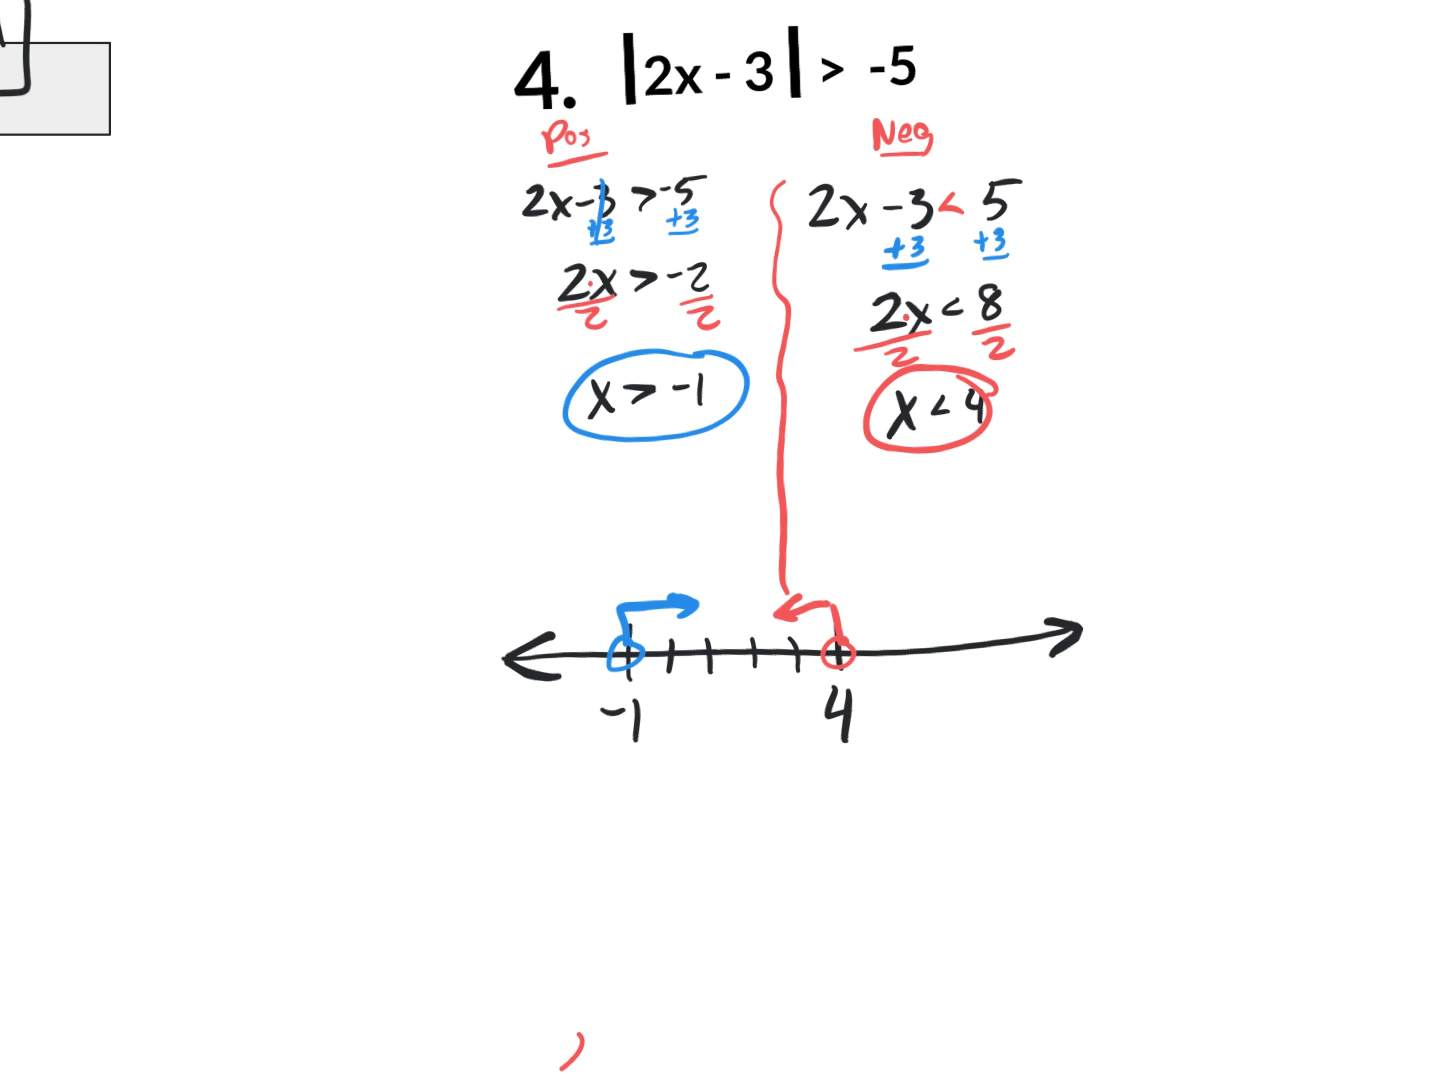 4. |2x - 3| > -5
Pos
2x-3 > -5
+3 +3
2x > -2
2 2
x > -1
Neg
2x - 3 < 5
+3 +3
2x < 8
2 2
x < 4
-1 4